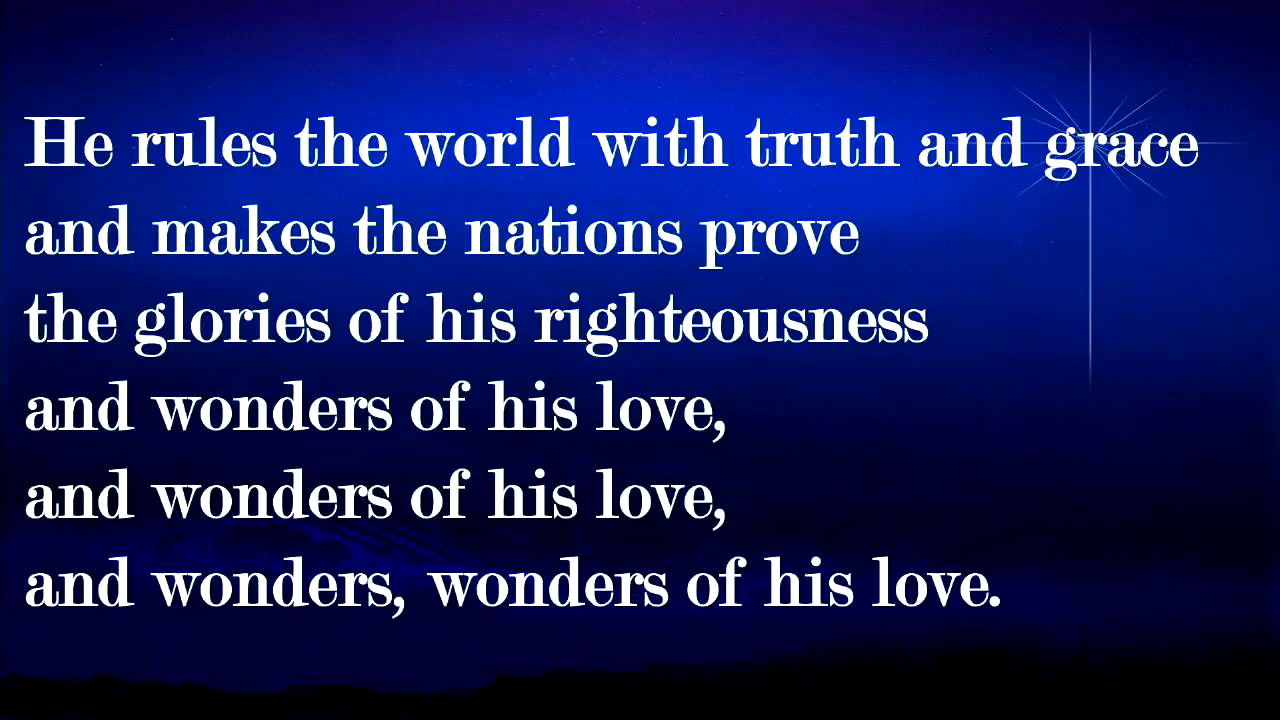 He rules the world with truth and grace
and makes the nations prove
the glories of his righteousness
and wonders of his love,
and wonders of his love,
and wonders, wonders of his love.